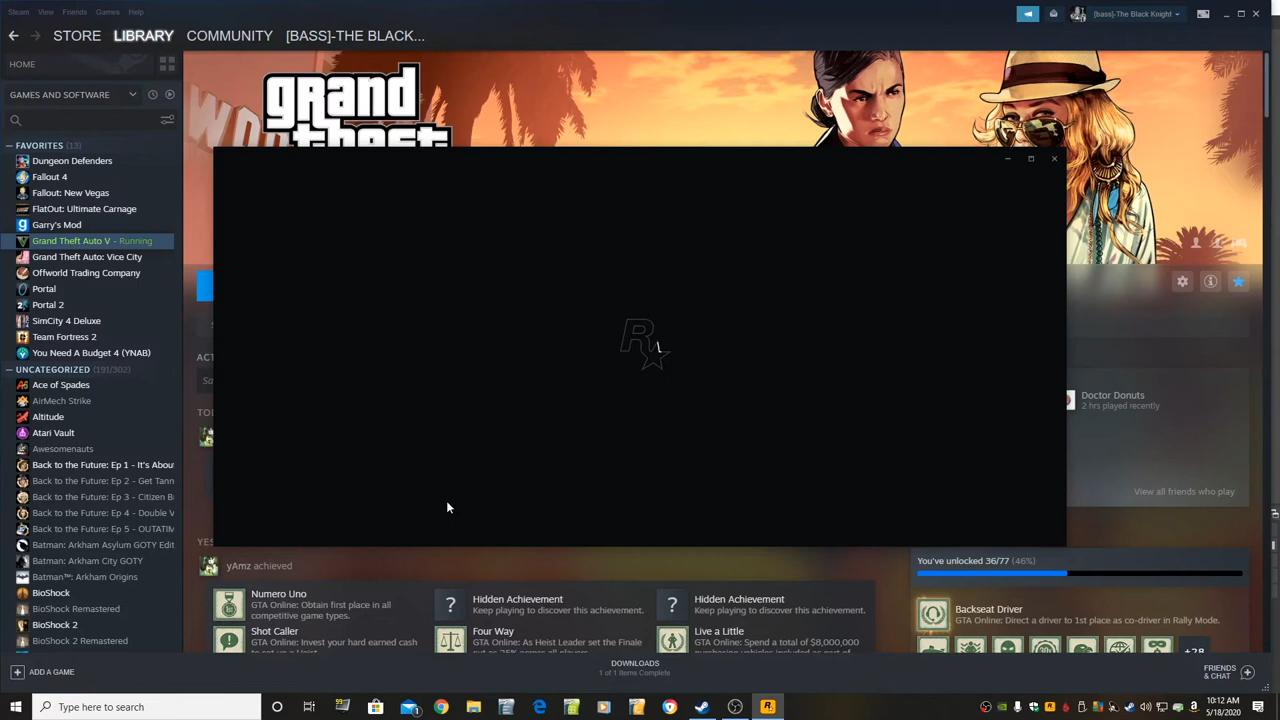 Steam View Friends Games Help
[bass]-The Black Knight
STORE LIBRARY COMMUNITY [BASS]-THE BLACK...
HOME
GAMES AND SOFTWARE
FAVORITES (13)
Dungeon Defenders
Fallout 4
Fallout: New Vegas
FlatOut: Ultimate Carnage
Garry's Mod
Grand Theft Auto V - Running
Grand Theft Auto: Vice City
Offworld Trading Company
Portal
Portal 2
SimCity 4 Deluxe
Team Fortress 2
You Need A Budget 4 (YNAB)
UNCATEGORIZED (191/302)
Ace of Spades
AirMech Strike
Altitude
Atari Vault
Awesomenauts
Back to the Future: Ep 1 - It's About
Back to the Future: Ep 2 - Get Tann
Back to the Future: Ep 3 - Citizen B
Back to the Future: Ep 4 - Double V
Back to the Future: Ep 5 - OUTATIM
Batman: Arkham Asylum GOTY Edit
Batman: Arkham City GOTY
Batman™: Arkham Origins
BioShock
BioShock Remastered
BioShock 2
BioShock 2 Remastered
ADD A GAME
grand
theft
R
Doctor Donuts
2 hrs played recently
View all friends who play
yAmz achieved
Numero Uno
GTA Online: Obtain first place in all
competitive game types.
Hidden Achievement
Keep playing to discover this achievement.
Hidden Achievement
Keep playing to discover this achievement.
Shot Caller
GTA Online: Invest your hard earned cash
Four Way
GTA Online: As Heist Leader set the Finale
Live a Little
GTA Online: Spend a total of $8,000,000
You've unlocked 36/77 (46%)
Backseat Driver
GTA Online: Direct a driver to 1st place as co-driver in Rally Mode.
+28
DOWNLOADS
1 of 1 Items Complete
FRIENDS
& CHAT
Type here to search
10:12 AM
5/18/2020